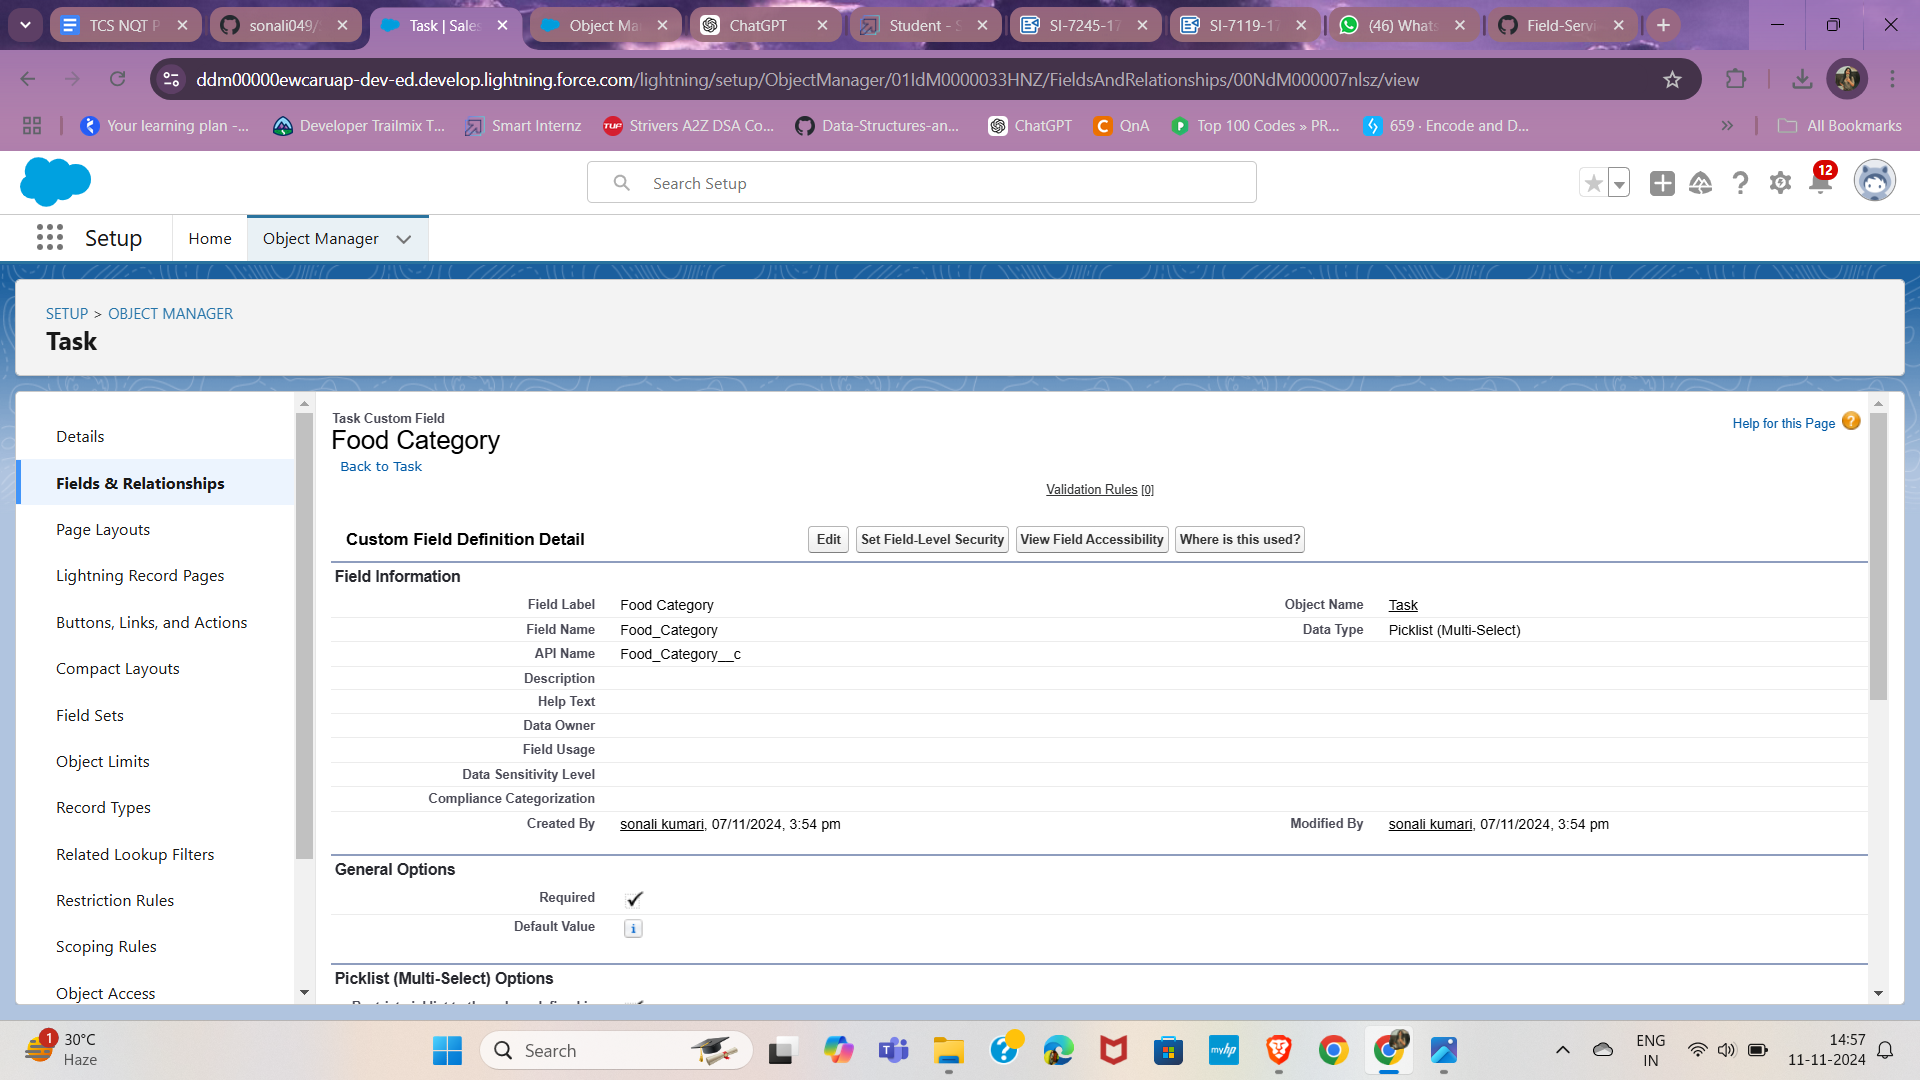 TCS NQT P
sonali049/
Task | Sales
Object Ma
ChatGPT
Student - S
SI-7245-17
SI-7119-17
(46) Whats
Field-Servi
ddm00000ewcaruap-dev-ed.develop.lightning.force.com/lightning/setup/ObjectManager/01IdM0000033HNZ/FieldsAndRelationships/00NdM000007nlsz/view
Your learning plan -...
Developer Trailmix T...
Smart Internz
TUF
Strivers A2Z DSA Co...
Data-Structures-an...
ChatGPT
QnA
Top 100 Codes » PR...
659 · Encode and D...
All Bookmarks
Search Setup
12
Setup
Home
Object Manager
SETUP > OBJECT MANAGER
Task
Details
Fields & Relationships
Page Layouts
Lightning Record Pages
Buttons, Links, and Actions
Compact Layouts
Field Sets
Object Limits
Record Types
Related Lookup Filters
Restriction Rules
Scoping Rules
Object Access
Task Custom Field
Food Category
Back to Task
Help for this Page
Validation Rules [0]
Custom Field Definition Detail
Edit
Set Field-Level Security
View Field Accessibility
Where is this used?
Field Information
Field Label Food Category Object Name Task
Field Name Food_Category Data Type Picklist (Multi-Select)
API Name Food_Category__c
Description
Help Text
Data Owner
Field Usage
Data Sensitivity Level
Compliance Categorization
Created By sonali kumari, 07/11/2024, 3:54 pm Modified By sonali kumari, 07/11/2024, 3:54 pm
General Options
Required
Default Value
Picklist (Multi-Select) Options
1
30°C
Haze
Search
myhp
ENG
IN
14:57
11-11-2024